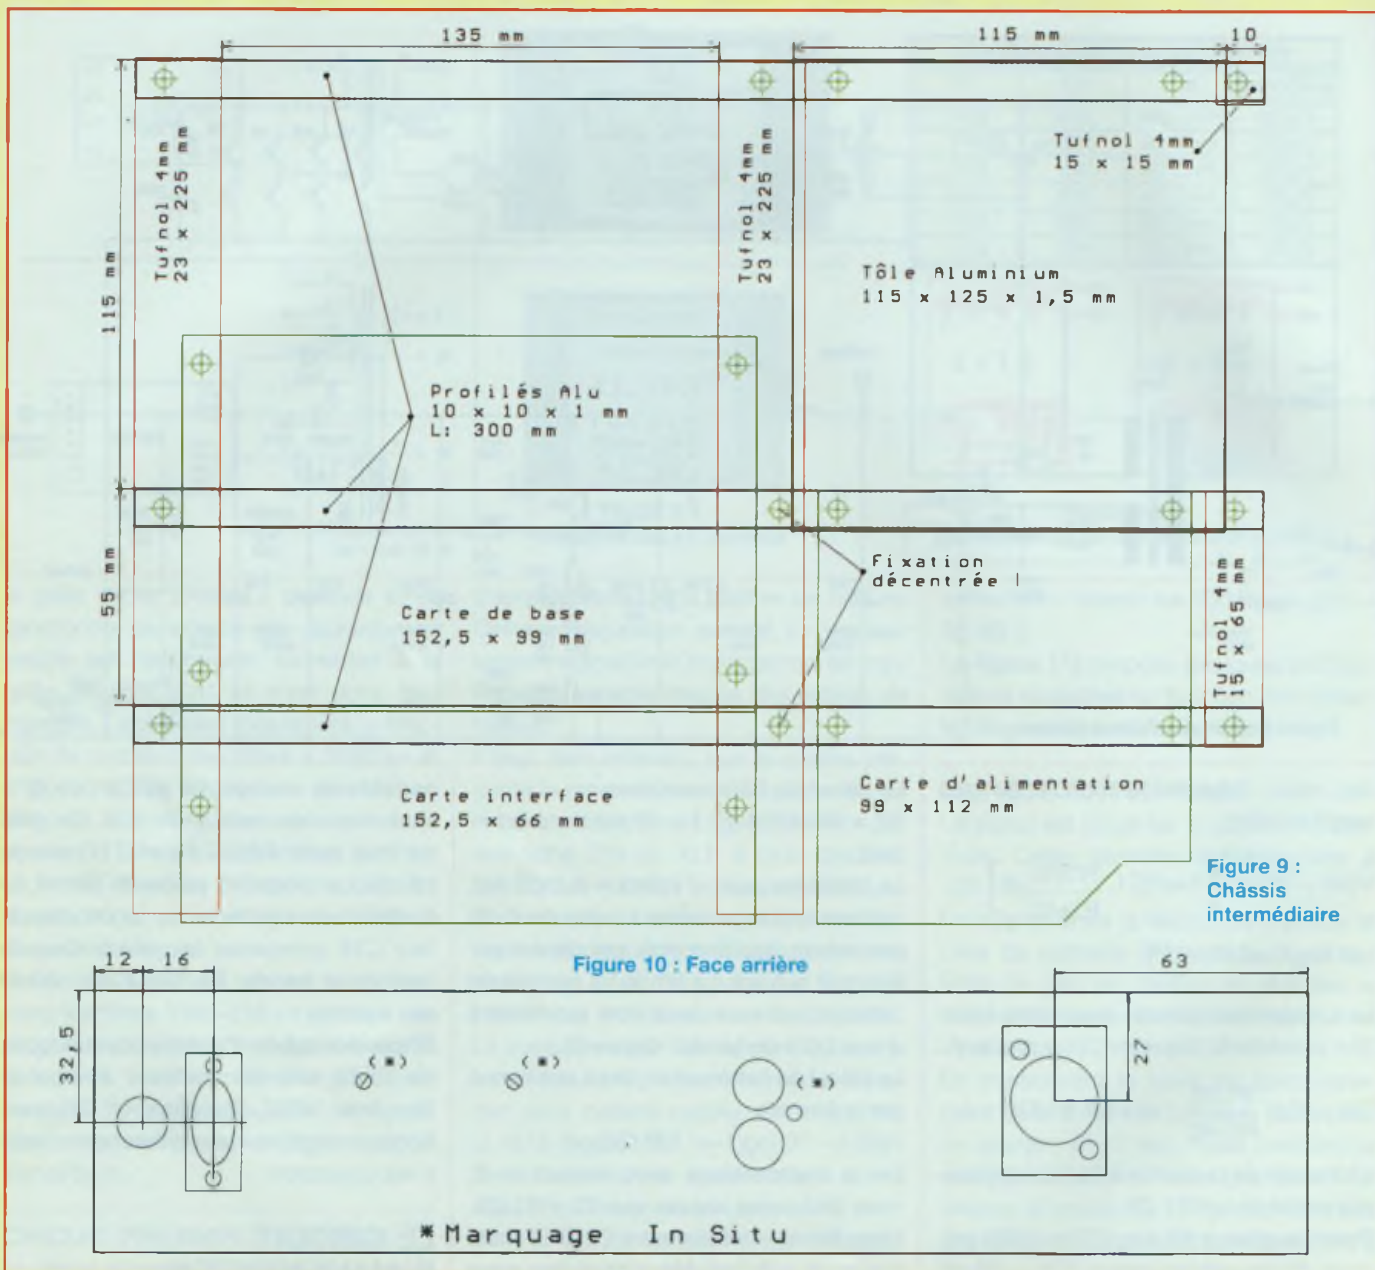 135 mm
115 mm
10
Tufnol 4mm
23 x 225 mm
Tufnol 4mm
23 x 225 mm
Tufnol 4mm
15 x 15 mm
115 mm
Tôle Aluminium
115 x 125 x 1,5 mm
Profilés Alu
10 x 10 x 1 mm
L: 300 mm
55 mm
Fixation
décentrée
Carte de base
152,5 x 99 mm
Tufnol 4mm
15 x 65 mm
Carte interface
152,5 x 66 mm
Carte d'alimentation
99 x 112 mm
Figure 9 :
Châssis
intermédiaire
Figure 10 : Face arrière
12
16
63
32,5
27
(*)
(*)
(*)
*Marquage In Situ